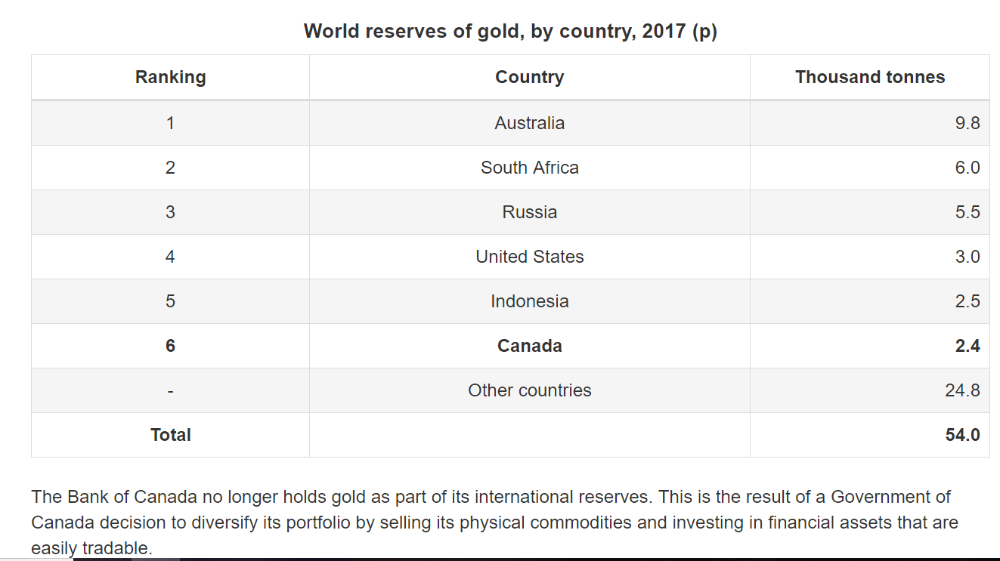 World reserves of gold, by country, 2017 (p)
Ranking Country Thousand tonnes
1 Australia 9.8
2 South Africa 6.0
3 Russia 5.5
4 United States 3.0
5 Indonesia 2.5
6 Canada 2.4
- Other countries 24.8
Total 54.0
The Bank of Canada no longer holds gold as part of its international reserves. This is the result of a Government of
Canada decision to diversify its portfolio by selling its physical commodities and investing in financial assets that are
easily tradable.